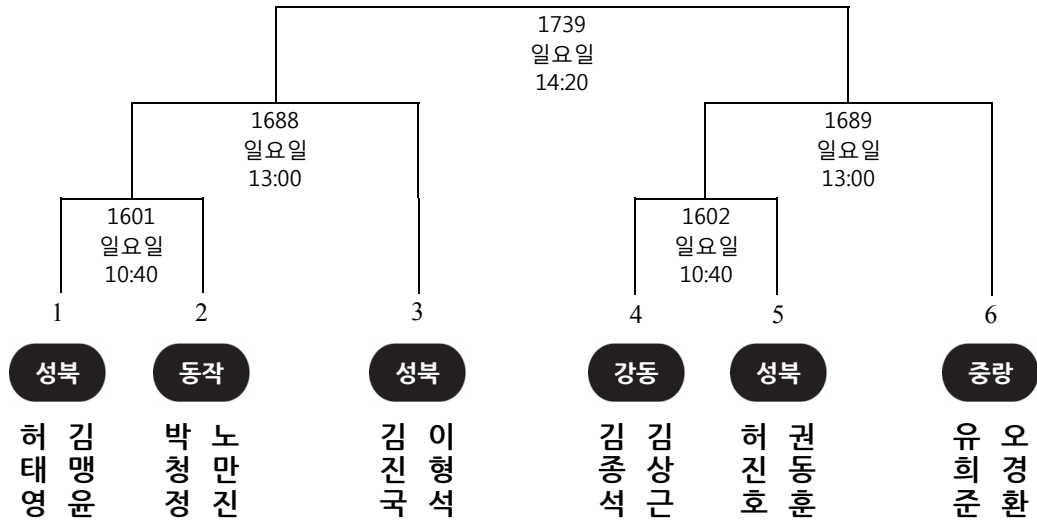 1739
일요일
14:20
1688
일요일
13:00
1689
일요일
13:00
1601
일요일
10:40
1602
일요일
10:40
1 2 3 4 5 6
성북 동작 성북 강동 성북 중랑
허태영 김맹윤
박청정 노만진
김진국 이형석
김종석 김상근
허진호 권동훈
유희준 오경환